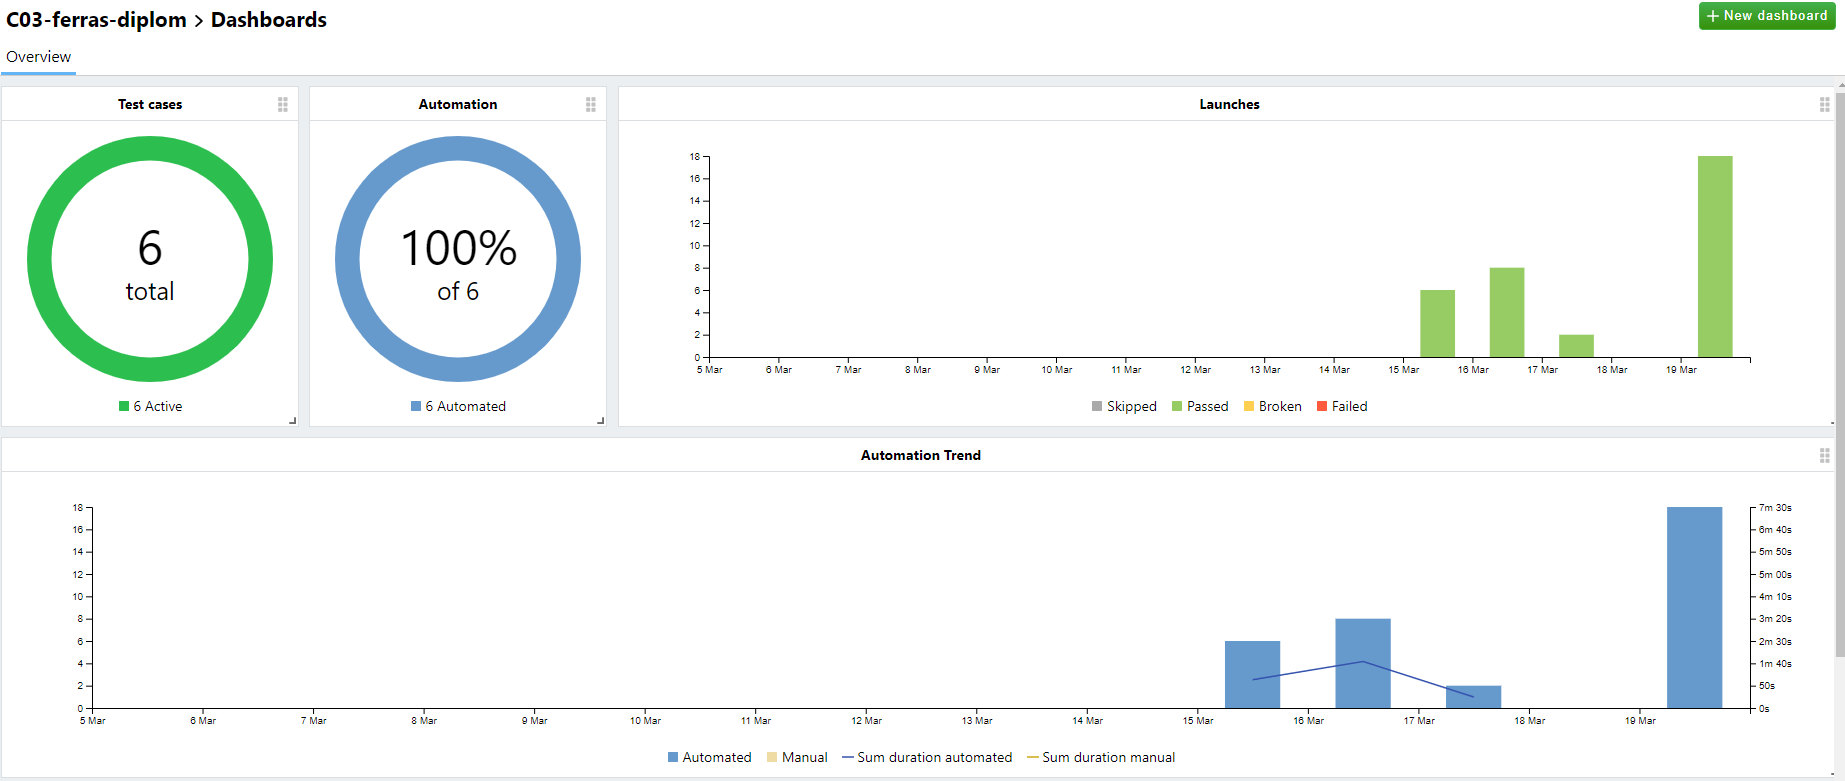 C03-ferras-diplom > Dashboards
+ New dashboard
Overview
Test cases
6
total
6 Active
Automation
100%
of 6
6 Automated
Launches
18
16
14
12
10
8
6
4
2
0
5 Mar 6 Mar 7 Mar 8 Mar 9 Mar 10 Mar 11 Mar 12 Mar 13 Mar 14 Mar 15 Mar 16 Mar 17 Mar 18 Mar 19 Mar
Skipped Passed Broken Failed
Automation Trend
18 7m 30s
16 6m 40s
14 5m 50s
12 5m 00s
10 4m 10s
8 3m 20s
6 2m 30s
4 1m 40s
2 50s
0 0s
5 Mar 6 Mar 7 Mar 8 Mar 9 Mar 10 Mar 11 Mar 12 Mar 13 Mar 14 Mar 15 Mar 16 Mar 17 Mar 18 Mar 19 Mar
Automated Manual Sum duration automated Sum duration manual